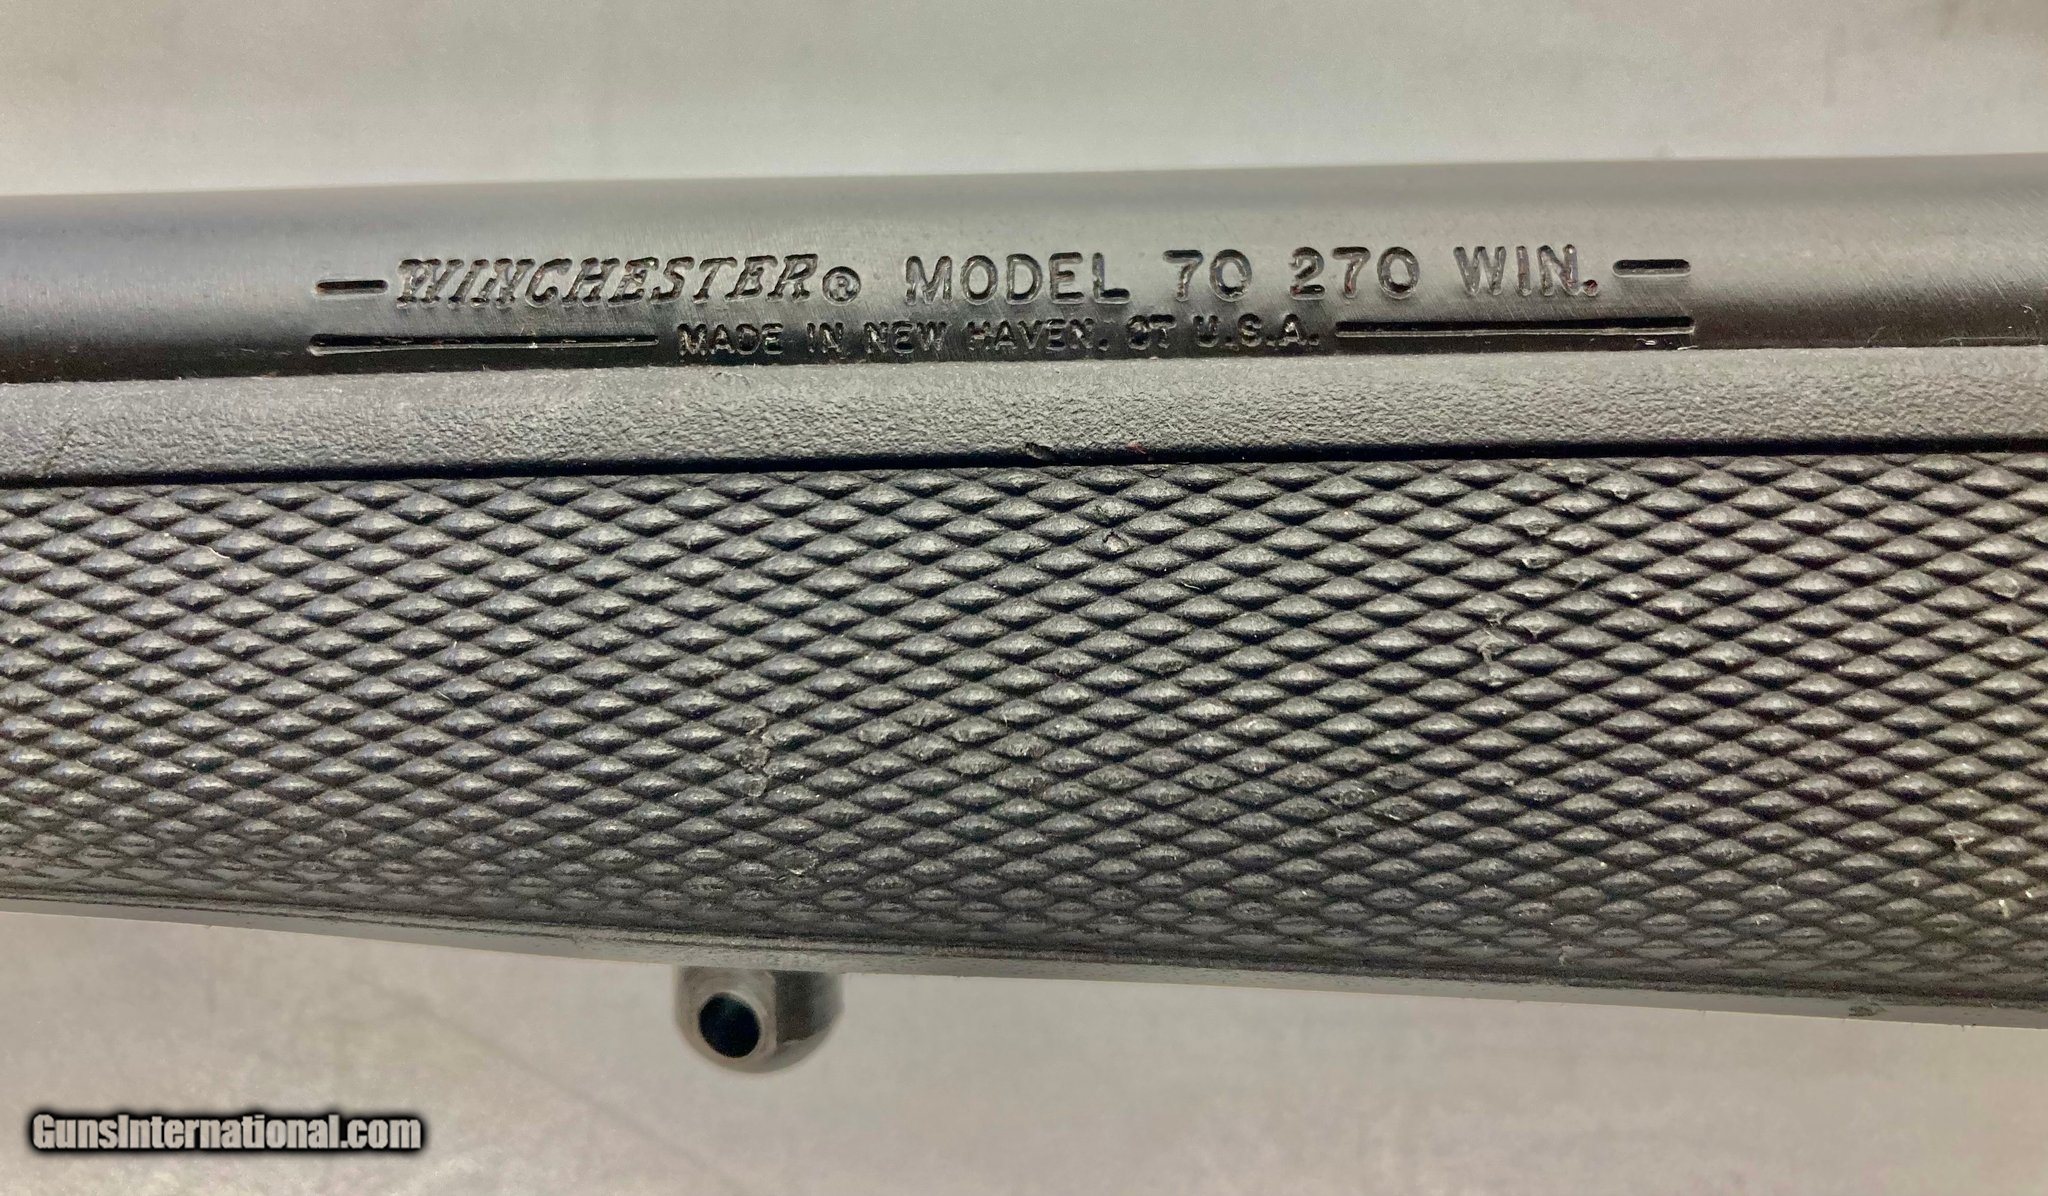 WINCHESTER® MODEL 70 270 WIN.
MADE IN NEW HAVEN, CT U.S.A.
GunsInternational.com